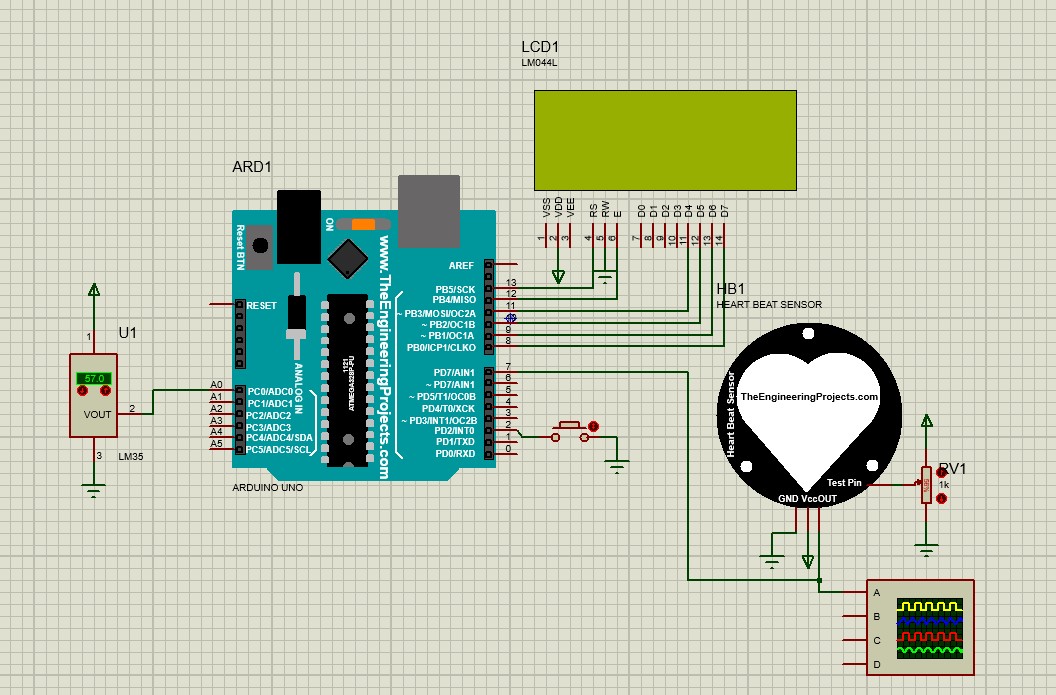 LCD1
LM044L
VSS
VDD
VEE
RS
RW
E
D0
D1
D2
D3
D4
D5
D6
D7
1
2
3
4
5
6
7
8
9
10
11
12
13
14
ARD1
Reset BTN
ON
www.TheEngineeringProjects.com
1121
ATMEGA328P-PU
ANALOG IN
RESET
A0
A1
A2
A3
A4
A5
PC0/ADC0
PC1/ADC1
PC2/ADC2
PC3/ADC3
PC4/ADC4/SDA
PC5/ADC5/SCL
AREF
PB5/SCK
PB4/MISO
~ PB3/MOSI/OC2A
~ PB2/OC1B
~ PB1/OC1A
PB0/ICP1/CLKO
PD7/AIN1
~ PD7/AIN1
~ PD5/T1/OC0B
PD4/T0/XCK
~ PD3/INT1/OC2B
PD2/INT0
PD1/TXD
PD0/RXD
13
12
11
9
8
7
6
5
4
3
2
1
0
ARDUINO UNO
U1
1
57.0
VOUT
2
3
LM35
HB1
HEART BEAT SENSOR
Heart Beat Sensor
TheEngineeringProjects.com
Test Pin
GND VccOUT
RV1
1k
A
B
C
D